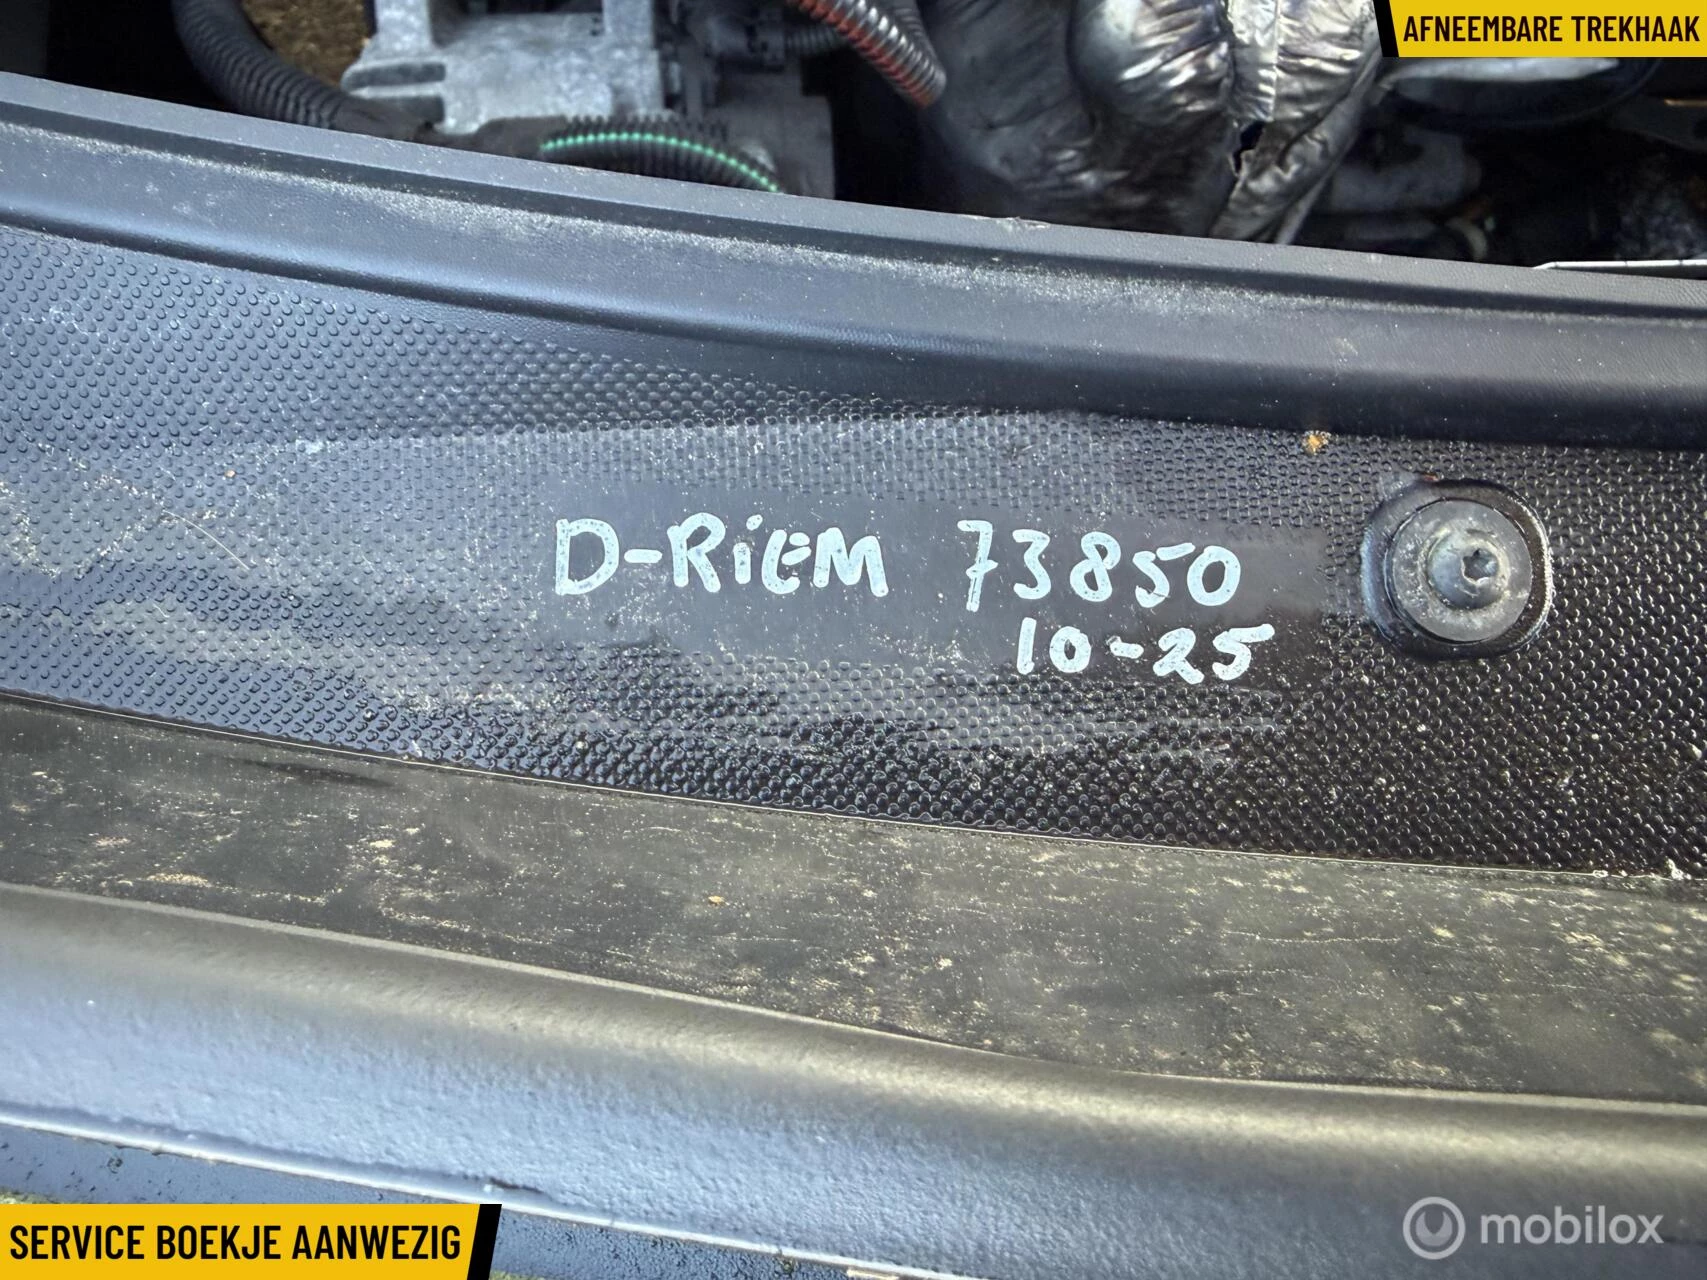 AFNEEMBARE TREKHAAK
D-RiEM 73850
10-25
SERVICE BOEKJE AANWEZIG
mobilox